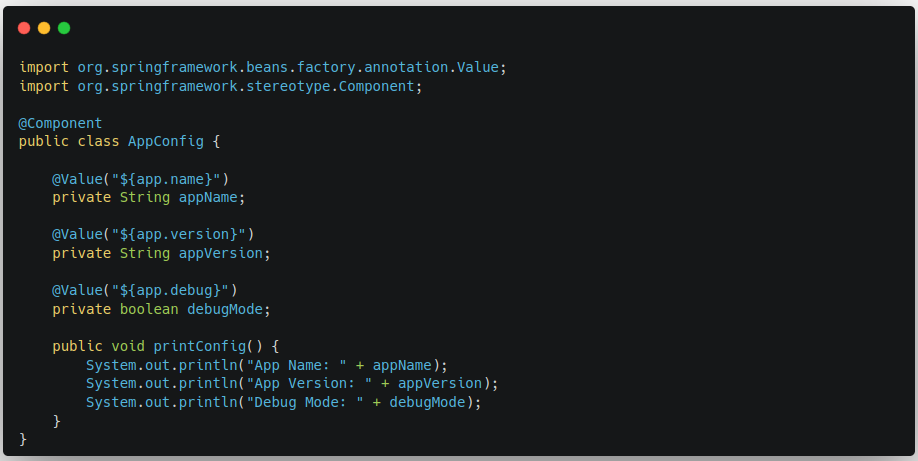 import org.springframework.beans.factory.annotation.Value;
import org.springframework.stereotype.Component;

@Component
public class AppConfig {

    @Value("${app.name}")
    private String appName;

    @Value("${app.version}")
    private String appVersion;

    @Value("${app.debug}")
    private boolean debugMode;

    public void printConfig() {
        System.out.println("App Name: " + appName);
        System.out.println("App Version: " + appVersion);
        System.out.println("Debug Mode: " + debugMode);
    }
}